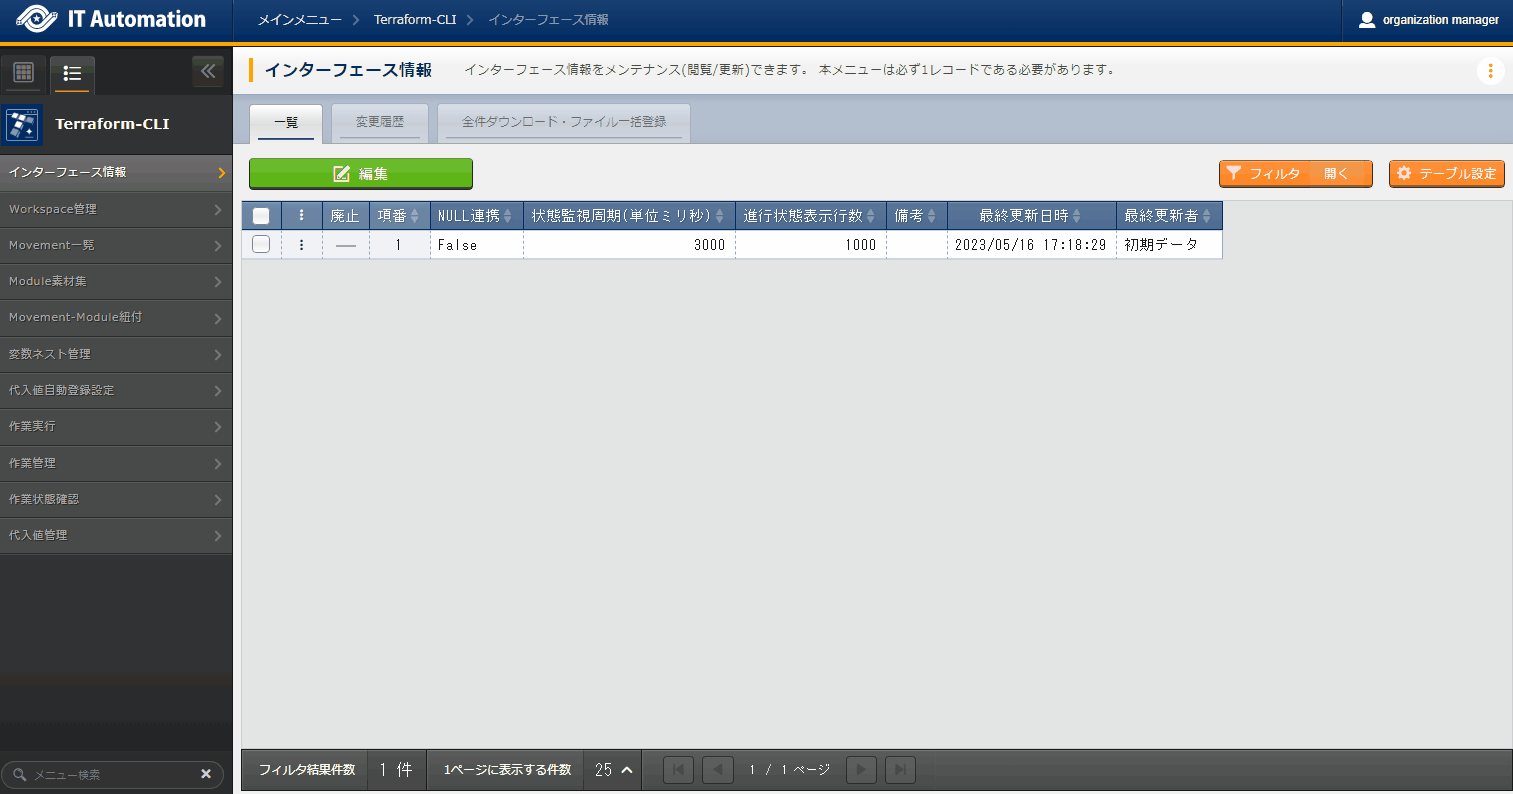 IT Automation
メインメニュー Terraform-CLI インターフェース情報
organization manager
Terraform-CLI
インターフェース情報
Workspace管理
Movement一覧
Module素材集
Movement-Module紐付
変数ネスト管理
代入値自動登録設定
作業実行
作業管理
作業状態確認
代入値管理
メニュー検索
インターフェース情報 インターフェース情報をメンテナンス(閲覧/更新)できます。 本メニューは必ず1レコードである必要があります。
一覧 変更履歴 全件ダウンロード・ファイル一括登録
編集 フィルタ 開く テーブル設定
廃止 項番 NULL連携 状態監視周期(単位ミリ秒) 進行状態表示行数 備考 最終更新日時 最終更新者
1 False 3000 1000 2023/05/16 17:18:29 初期データ
フィルタ結果件数 1 件 1ページに表示する件数 25 1 / 1 ページ